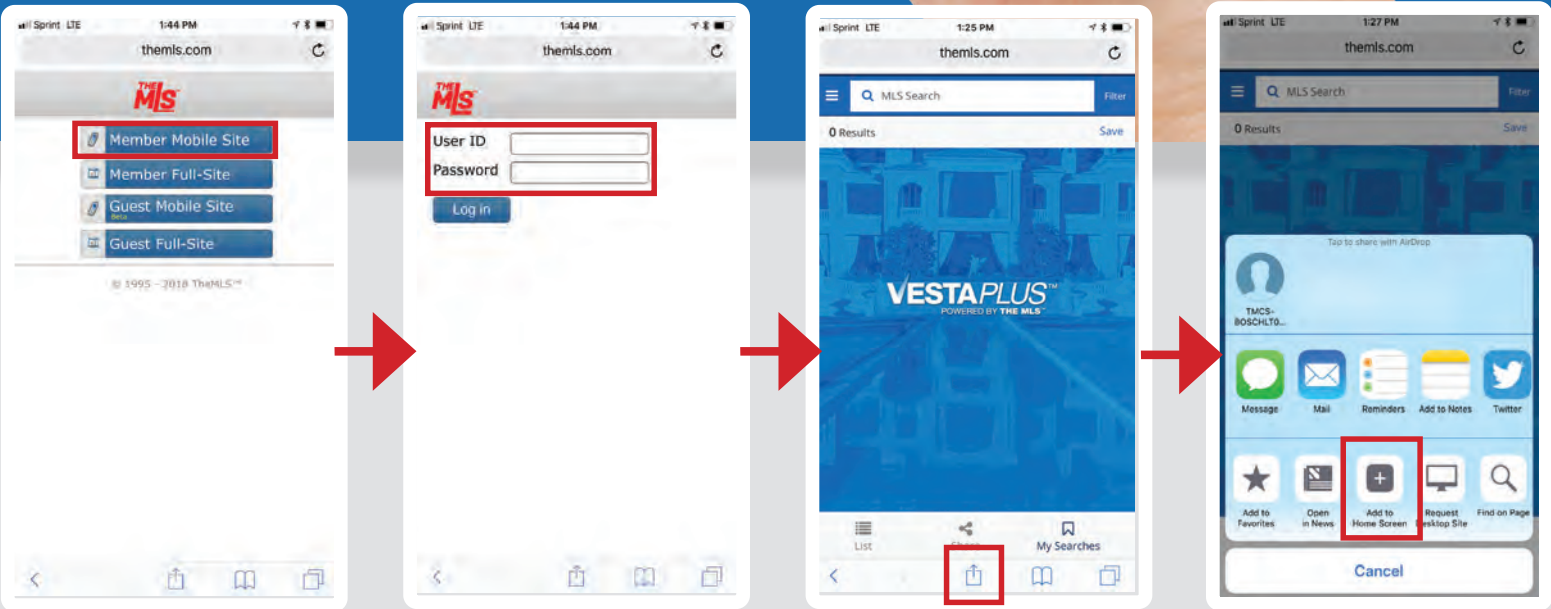 Sprint LTE 1:44 PM
themls.com
THE MLS
Member Mobile Site
Member Full-Site
Guest Mobile Site
Beta
Guest Full-Site
© 1995 - 2018 TheMLS™
Sprint LTE 1:44 PM
themls.com
THE MLS
User ID
Password
Log in
Sprint LTE 1:25 PM
themls.com
MLS Search Filter
0 Results Save
VESTAPLUS™
POWERED BY THE MLS™
List Share My Searches
Sprint LTE 1:27 PM
themls.com
MLS Search Filter
0 Results Save
Tap to share with AirDrop
TMCS-
BOSCHLT0...
Message Mail Reminders Add to Notes Twitter
Add to Favorites Open in News Add to Home Screen Request Desktop Site Find on Page
Cancel